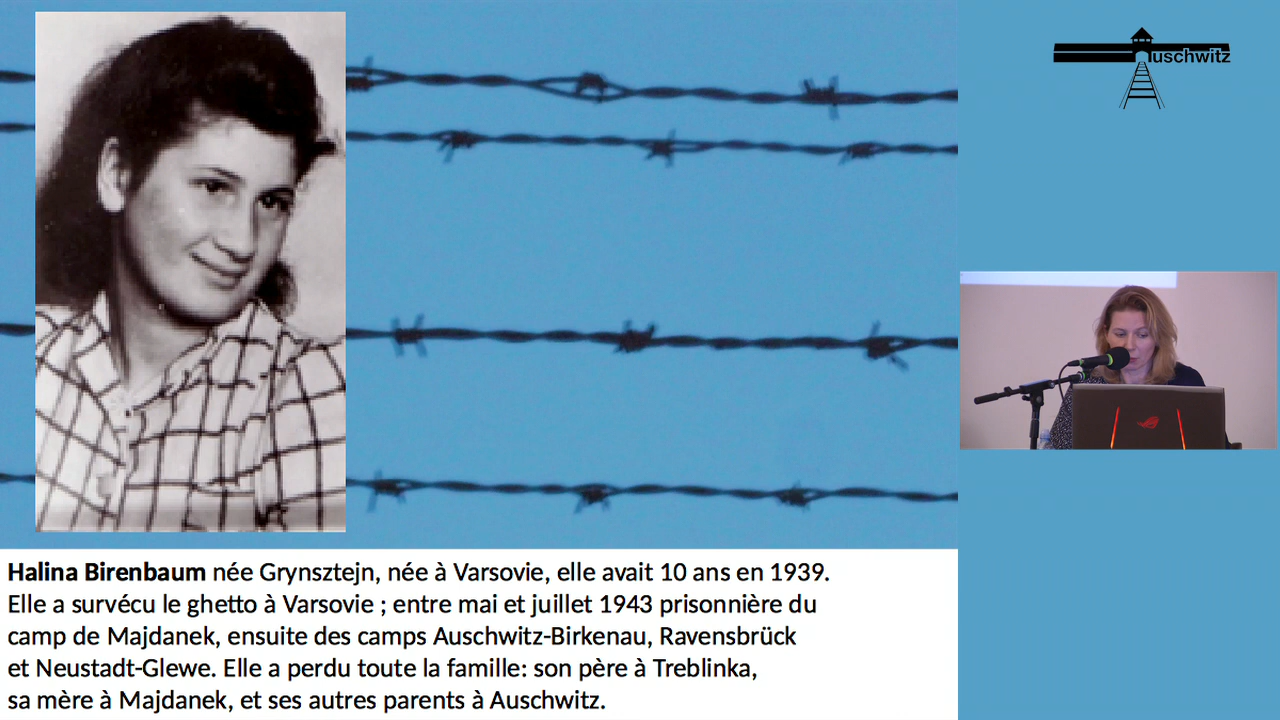 Auschwitz
Halina Birenbaum née Grynsztejn, née à Varsovie, elle avait 10 ans en 1939.
Elle a survécu le ghetto à Varsovie ; entre mai et juillet 1943 prisonnière du
camp de Majdanek, ensuite des camps Auschwitz-Birkenau, Ravensbrück
et Neustadt-Glewe. Elle a perdu toute la famille: son père à Treblinka,
sa mère à Majdanek, et ses autres parents à Auschwitz.